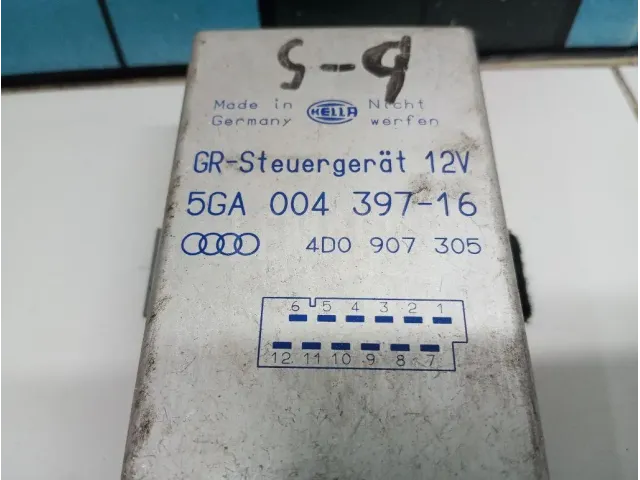 Made in HELLA Nicht
Germany werfen
GR-Steuergerät 12V
5GA 004 397-16
4D0 907 305
6 5 4 3 2 1
12 11 10 9 8 7